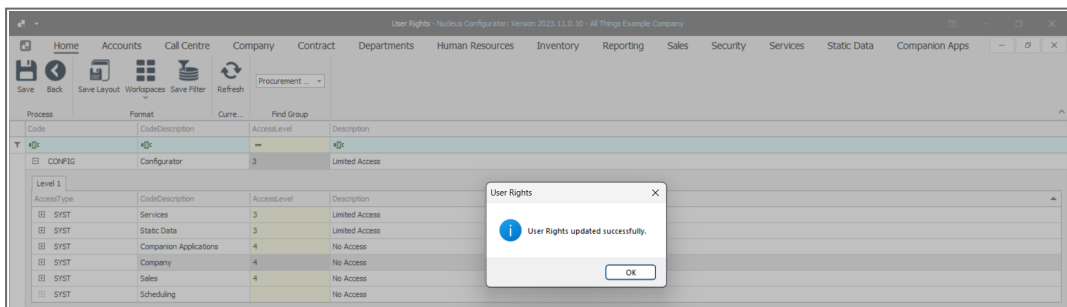 User Rights - Nucleus Configurator: Version 2023.11.0.10 - All Things Example Company
Home Accounts Call Centre Company Contract Departments Human Resources Inventory Reporting Sales Security Services Static Data Companion Apps
Save Back Save Layout Workspaces Save Filter Refresh Procurement ...
Process Format Curre... Find Group
Code CodeDescription AccessLevel Description
CONFIG Configurator 3 Limited Access
Level 1
AccessType CodeDescription AccessLevel Description
SYST Services 3 Limited Access
SYST Static Data 3 Limited Access
SYST Companion Applications 4 No Access
SYST Company 4 No Access
SYST Sales 4 No Access
SYST Scheduling No Access
User Rights
User Rights updated successfully.
OK